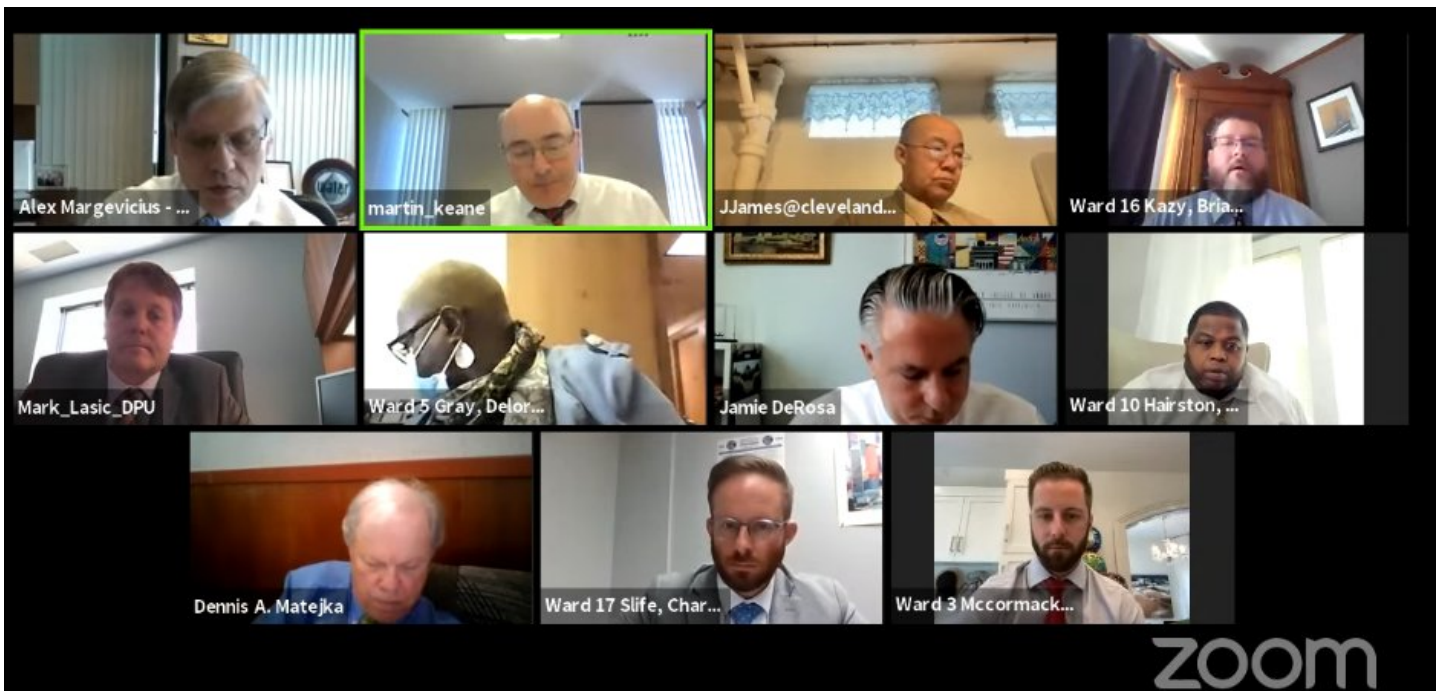 Alex Margevicius - ...
martin_keane
JJames@cleveland...
Ward 16 Kazy, Bria...
water
Mark_Lasic_DPU
Ward 5 Gray, Delor...
Jamie DeRosa
Ward 10 Hairston, ...
Dennis A. Matejka
Ward 17 Slife, Char...
Ward 3 Mccormack...
zoom